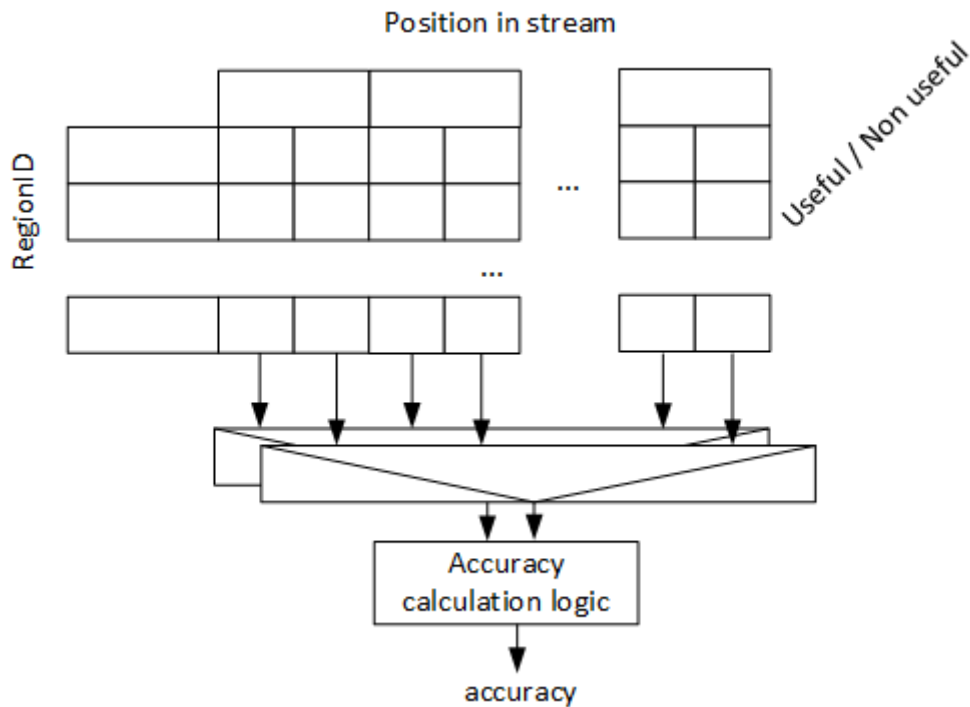 Position in stream
Useful / Non useful
RegionID
...
...
Accuracy
calculation logic
accuracy